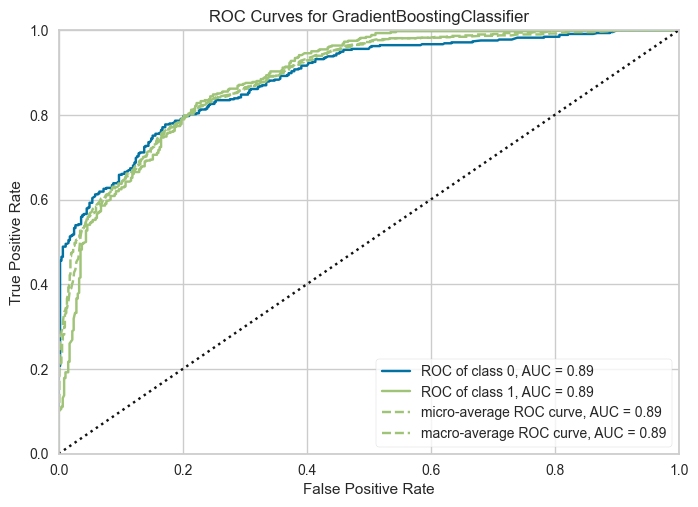 ROC Curves for GradientBoostingClassifier
True Positive Rate
1.0
0.8
0.6
0.4
0.2
0.0
ROC of class 0, AUC = 0.89
ROC of class 1, AUC = 0.89
micro-average ROC curve, AUC = 0.89
macro-average ROC curve, AUC = 0.89
0.0 0.2 0.4 0.6 0.8 1.0
False Positive Rate